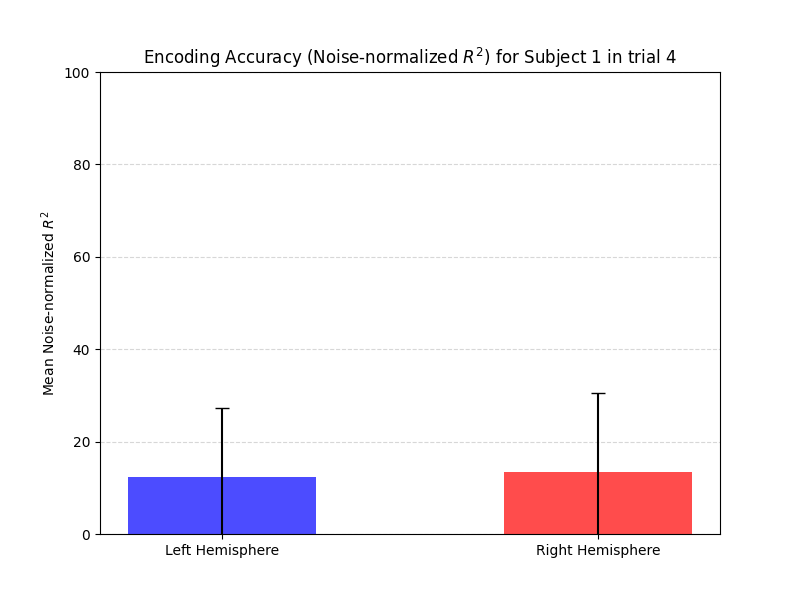 Encoding Accuracy (Noise-normalized R²) for Subject 1 in trial 4
Mean Noise-normalized R²
100
80
60
40
20
0
Left Hemisphere
Right Hemisphere